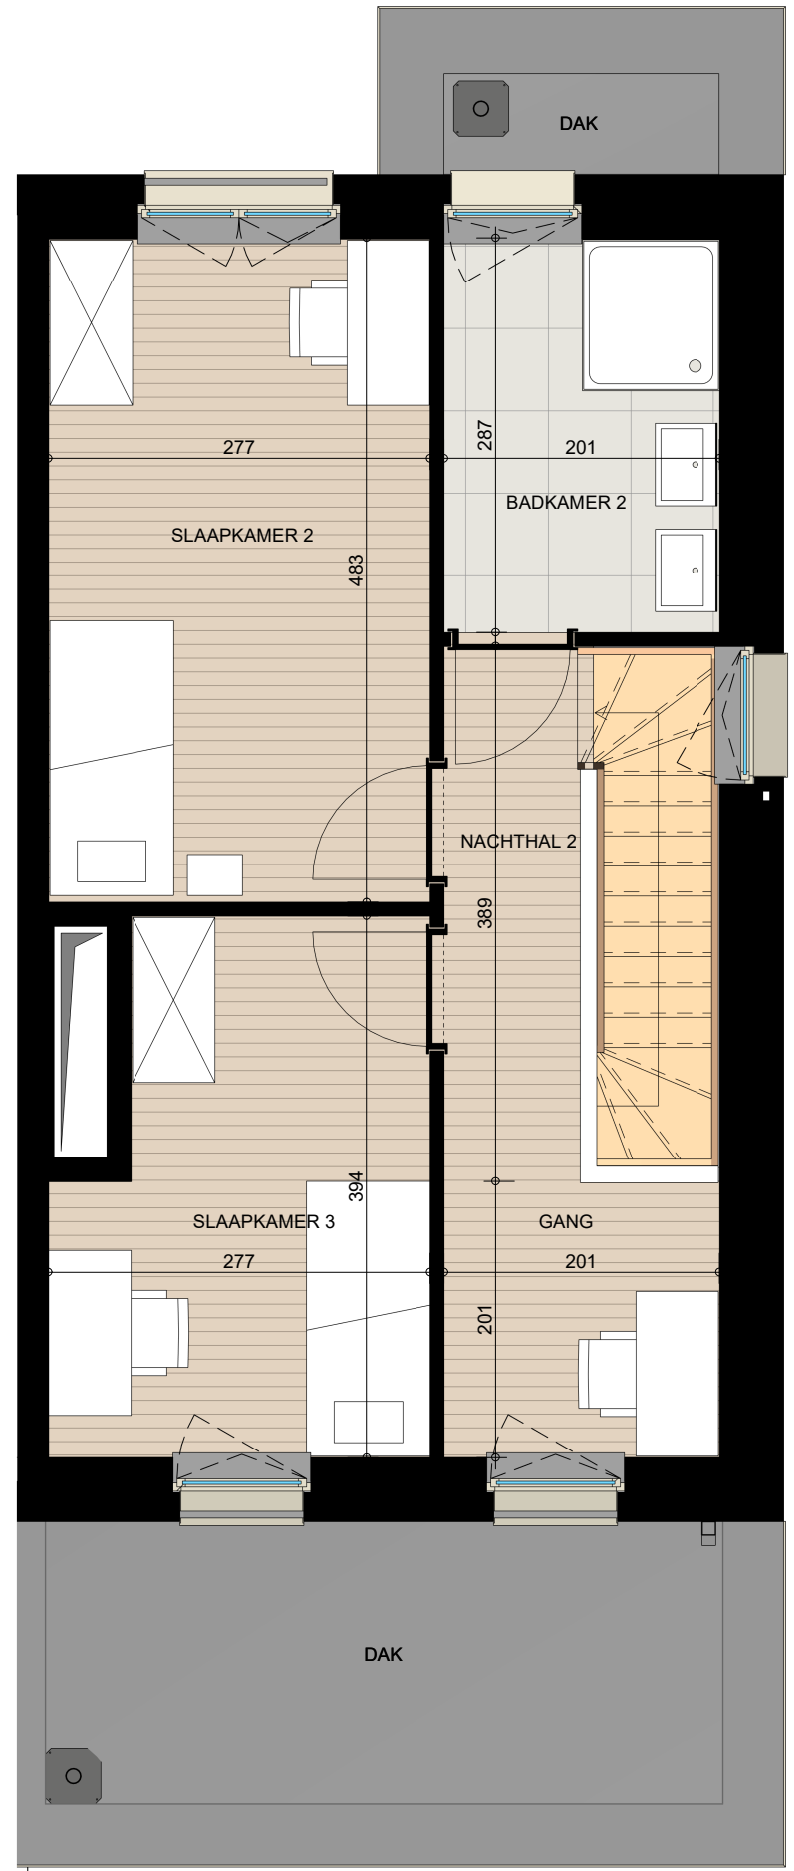 DAK
277
201
287
BADKAMER 2
SLAAPKAMER 2
483
NACHTHAL 2
389
394
SLAAPKAMER 3
GANG
277
201
201
DAK